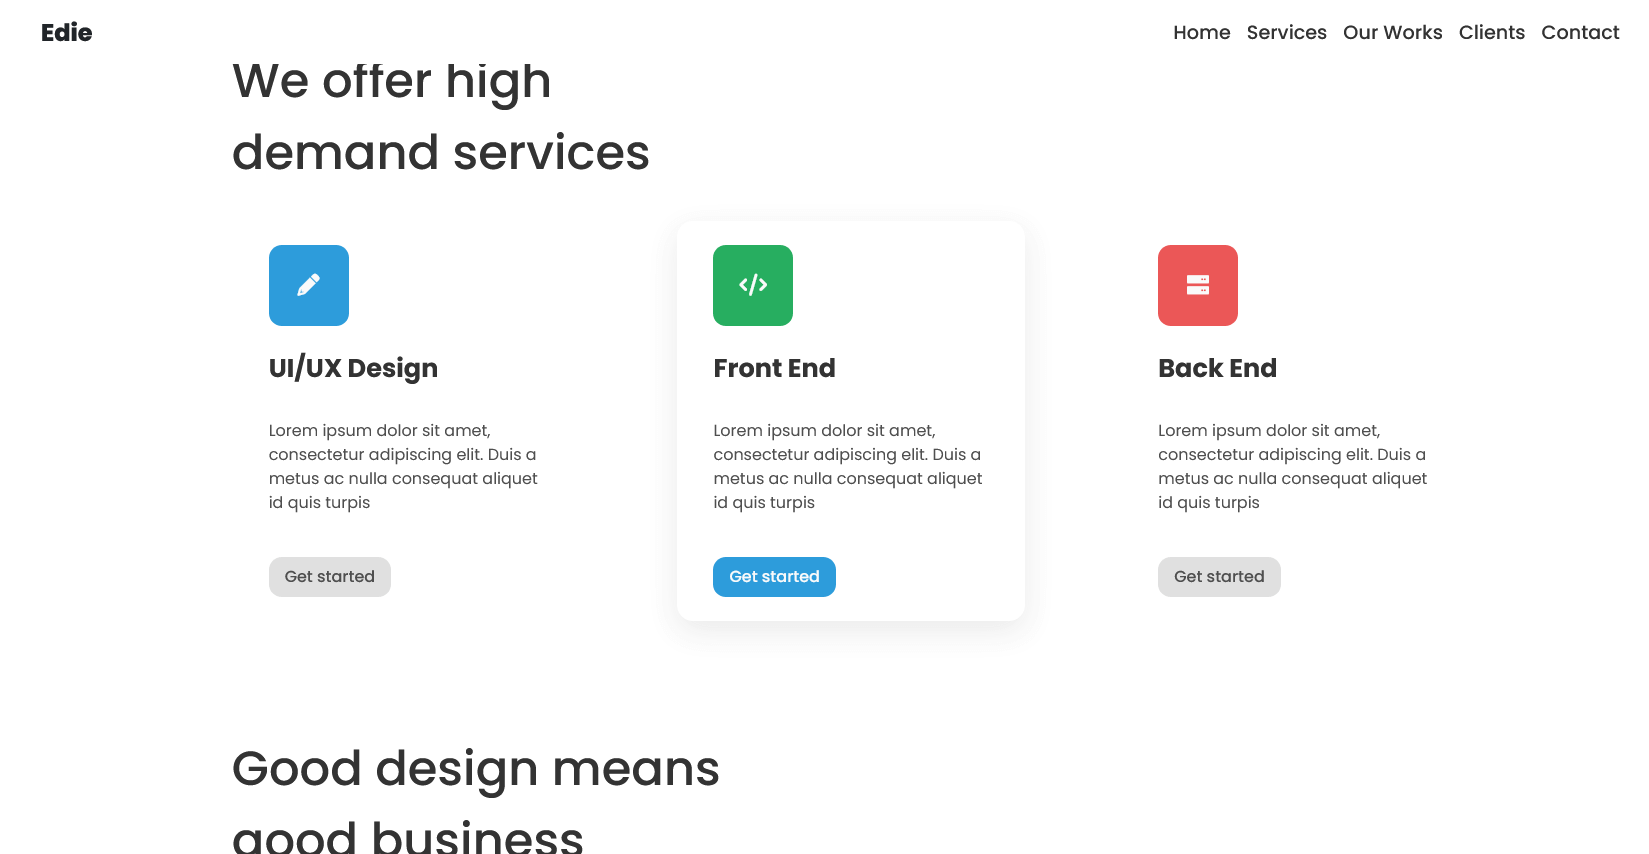 Edie
Home Services Our Works Clients Contact
We offer high
demand services
UI/UX Design
Lorem ipsum dolor sit amet,
consectetur adipiscing elit. Duis a
metus ac nulla consequat aliquet
id quis turpis
Get started
Front End
Lorem ipsum dolor sit amet,
consectetur adipiscing elit. Duis a
metus ac nulla consequat aliquet
id quis turpis
Get started
Back End
Lorem ipsum dolor sit amet,
consectetur adipiscing elit. Duis a
metus ac nulla consequat aliquet
id quis turpis
Get started
Good design means
good business